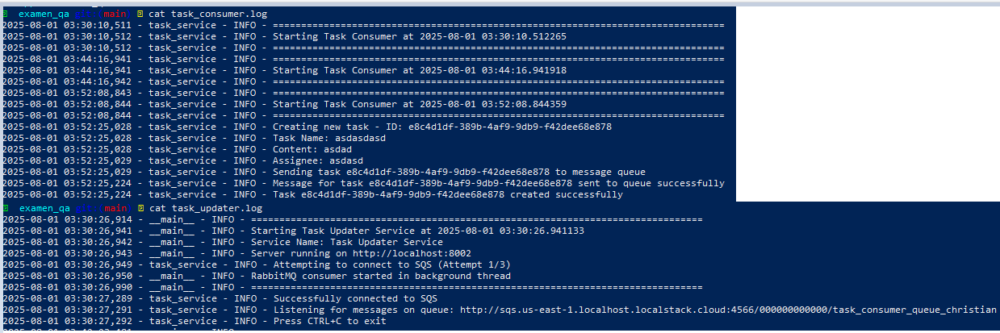 examen_qa git:(main) cat task_consumer.log
2025-08-01 03:30:10,511 - task_service - INFO - ================================================================================
2025-08-01 03:30:10,512 - task_service - INFO - Starting Task Consumer at 2025-08-01 03:30:10.512265
2025-08-01 03:30:10,512 - task_service - INFO - ================================================================================
2025-08-01 03:44:16,941 - task_service - INFO - ================================================================================
2025-08-01 03:44:16,941 - task_service - INFO - Starting Task Consumer at 2025-08-01 03:44:16.941918
2025-08-01 03:44:16,942 - task_service - INFO - ================================================================================
2025-08-01 03:52:08,843 - task_service - INFO - ================================================================================
2025-08-01 03:52:08,844 - task_service - INFO - Starting Task Consumer at 2025-08-01 03:52:08.844359
2025-08-01 03:52:08,844 - task_service - INFO - ================================================================================
2025-08-01 03:52:25,028 - task_service - INFO - Creating new task - ID: e8c4d1df-389b-4af9-9db9-f42dee68e878
2025-08-01 03:52:25,028 - task_service - INFO - Task Name: asdasdasd
2025-08-01 03:52:25,028 - task_service - INFO - Content: asdad
2025-08-01 03:52:25,029 - task_service - INFO - Assignee: asdasd
2025-08-01 03:52:25,029 - task_service - INFO - Sending task e8c4d1df-389b-4af9-9db9-f42dee68e878 to message queue
2025-08-01 03:52:25,224 - task_service - INFO - Message for task e8c4d1df-389b-4af9-9db9-f42dee68e878 sent to queue successfully
2025-08-01 03:52:25,224 - task_service - INFO - Task e8c4d1df-389b-4af9-9db9-f42dee68e878 created successfully
examen_qa git:(main) cat task_updater.log
2025-08-01 03:30:26,914 - __main__ - INFO - ================================================================================
2025-08-01 03:30:26,941 - __main__ - INFO - Starting Task Updater Service at 2025-08-01 03:30:26.941133
2025-08-01 03:30:26,942 - __main__ - INFO - Service Name: Task Updater Service
2025-08-01 03:30:26,943 - __main__ - INFO - Server running on http://localhost:8002
2025-08-01 03:30:26,949 - task_service - INFO - Attempting to connect to SQS (Attempt 1/3)
2025-08-01 03:30:26,950 - __main__ - INFO - RabbitMQ consumer started in background thread
2025-08-01 03:30:26,990 - __main__ - INFO - ================================================================================
2025-08-01 03:30:27,289 - task_service - INFO - Successfully connected to SQS
2025-08-01 03:30:27,291 - task_service - INFO - Listening for messages on queue: http://sqs.us-east-1.localhost.localstack.cloud:4566/000000000000/task_consumer_queue_christian
2025-08-01 03:30:27,292 - task_service - INFO - Press CTRL+C to exit